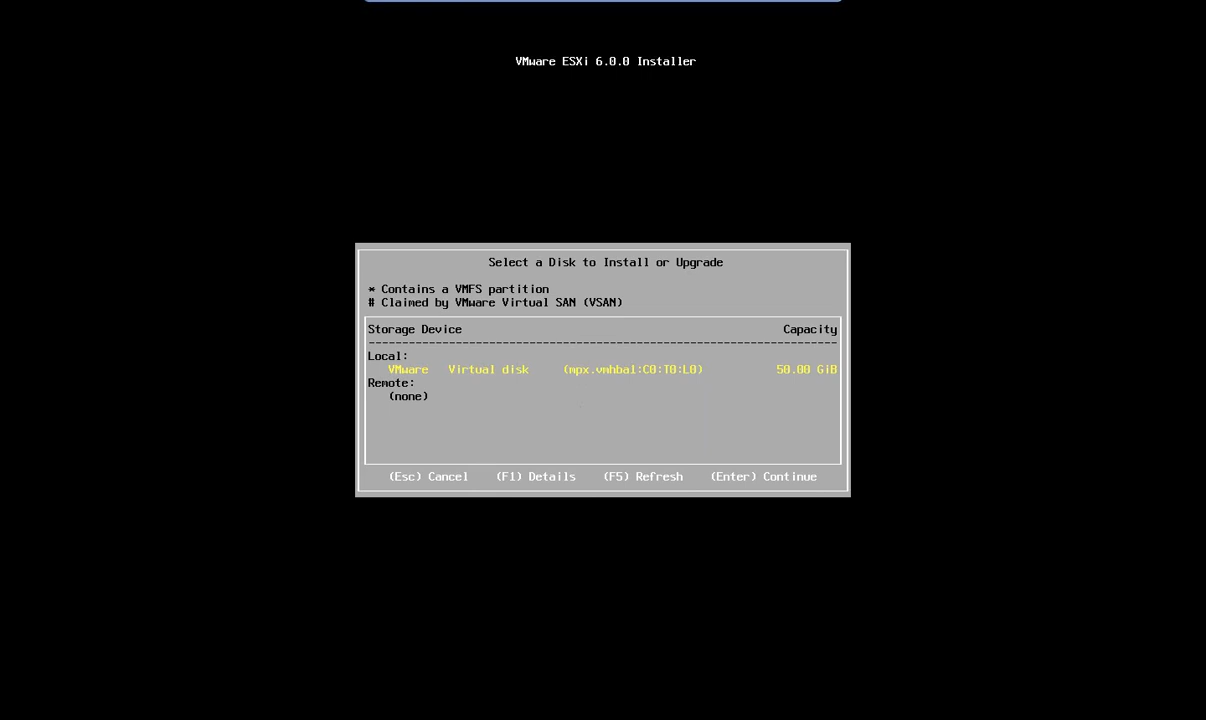 VMware ESXi 6.0.0 Installer
Select a Disk to Install or Upgrade
* Contains a VMFS partition
# Claimed by VMware Virtual SAN (VSAN)
Storage Device Capacity
----------------------------------------------------------------------
Local:
VMware Virtual disk (mpx.vmhba1:C0:T0:L0) 50.00 GiB
Remote:
(none)
(Esc) Cancel (F1) Details (F5) Refresh (Enter) Continue